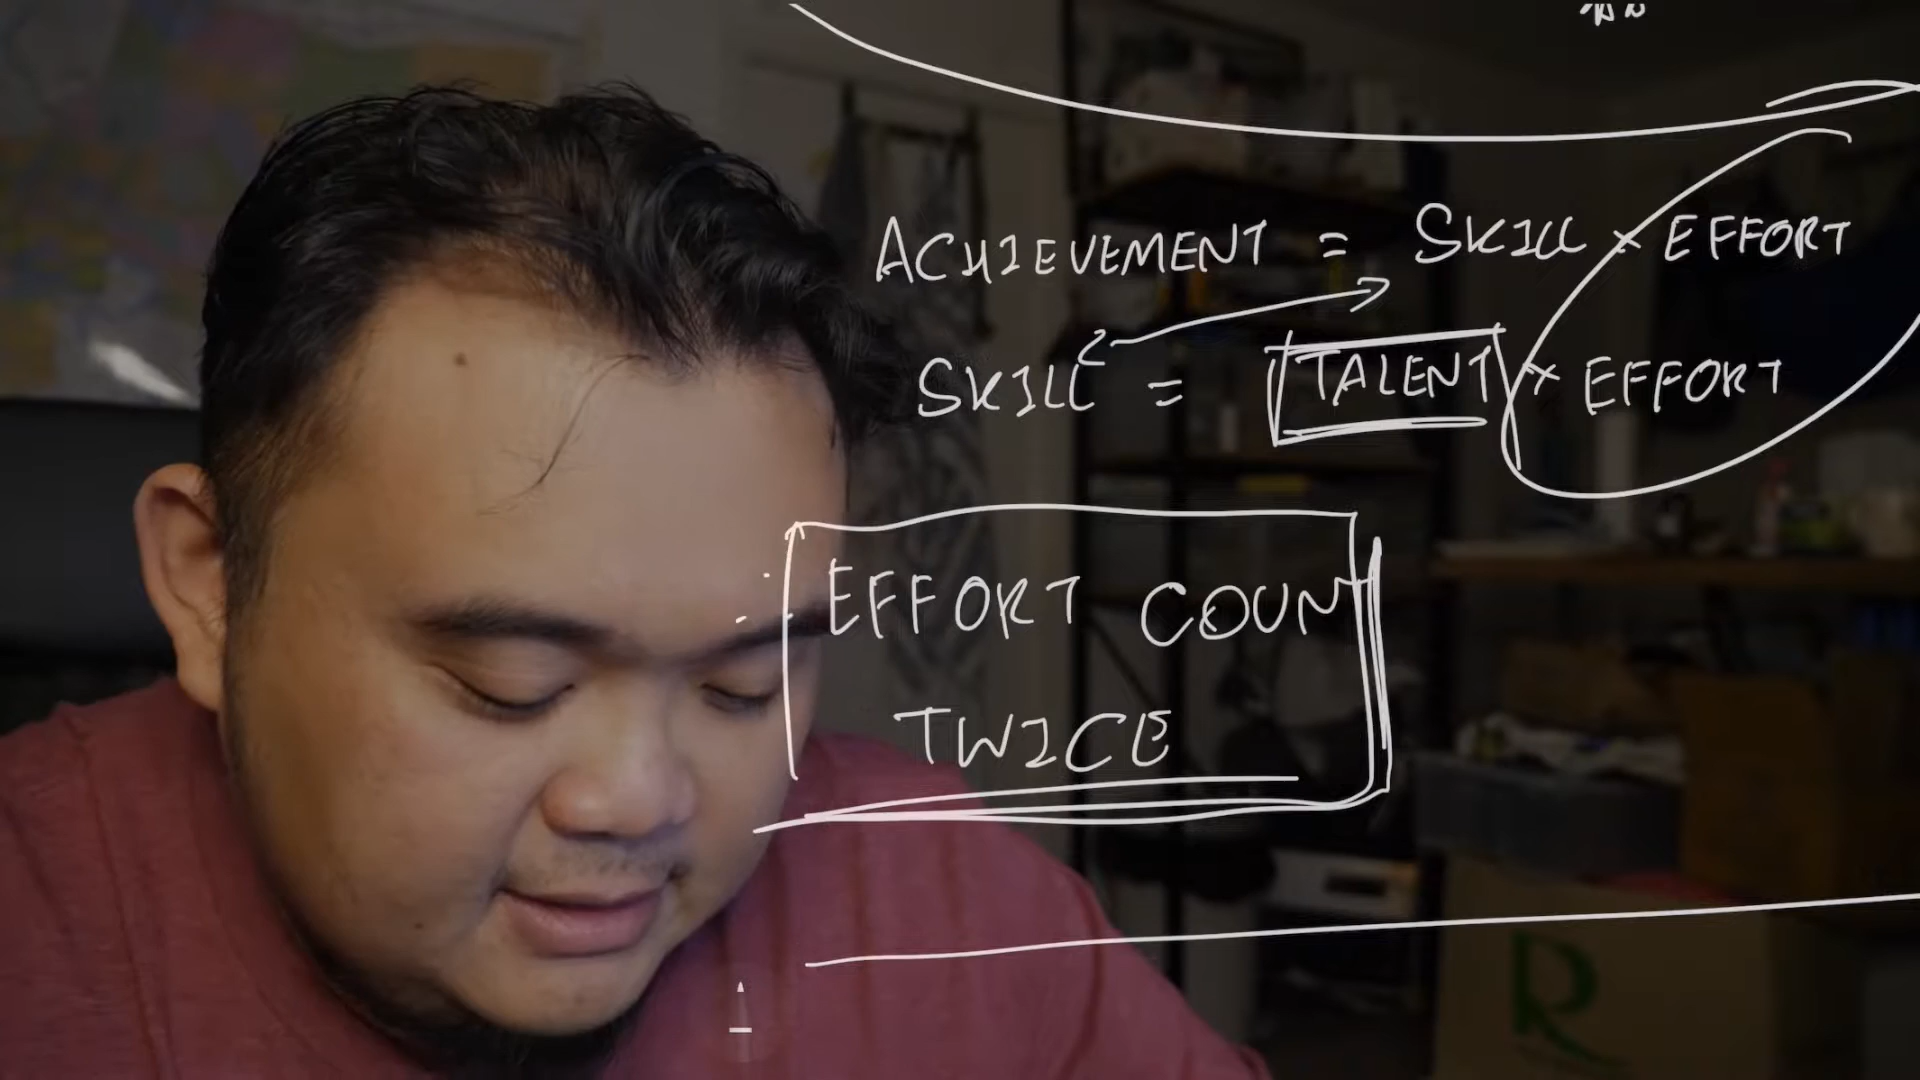 ACHIEVEMENT = SKILL × EFFORT
SKILL = TALENT × EFFORT
EFFORT COUNT
TWICE
R